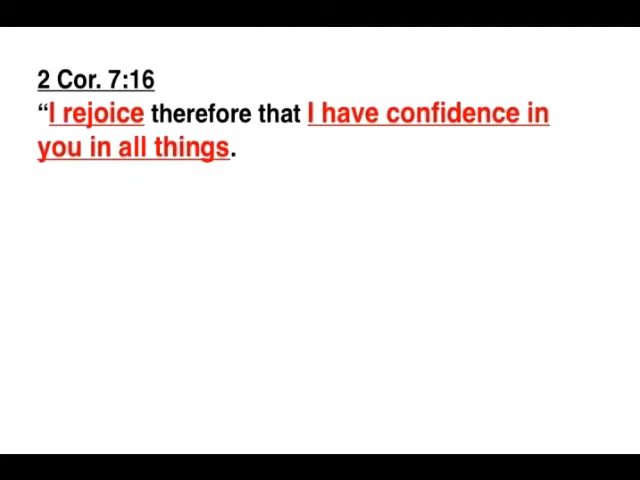 2 Cor. 7:16
“I rejoice therefore that I have confidence in
you in all things.